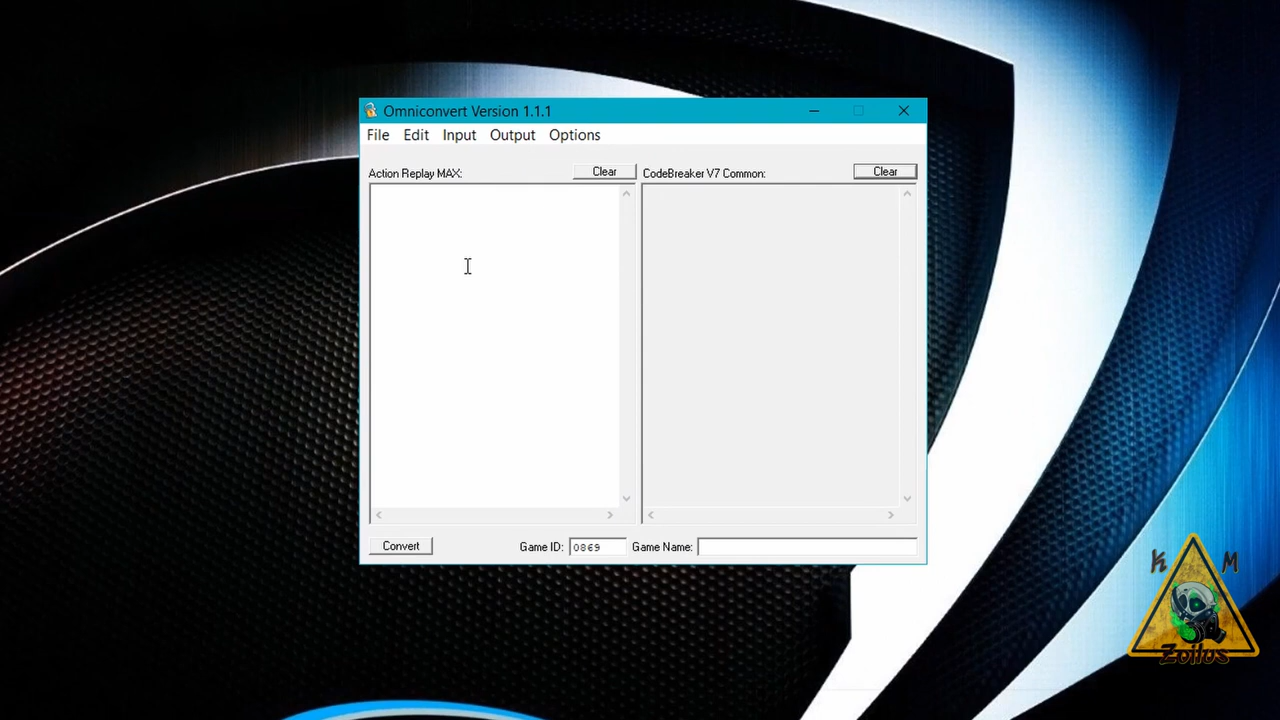 Omniconvert Version 1.1.1
File Edit Input Output Options
Action Replay MAX: Clear CodeBreaker V7 Common: Clear
Convert Game ID: 0869 Game Name:
K M
Zoilus